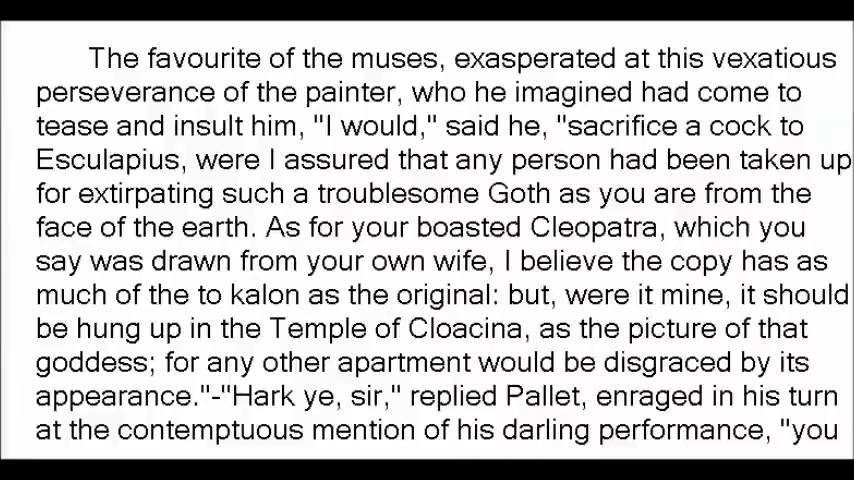 The favourite of the muses, exasperated at this vexatious
perseverance of the painter, who he imagined had come to
tease and insult him, "I would," said he, "sacrifice a cock to
Esculapius, were I assured that any person had been taken up
for extirpating such a troublesome Goth as you are from the
face of the earth. As for your boasted Cleopatra, which you
say was drawn from your own wife, I believe the copy has as
much of the to kalon as the original: but, were it mine, it should
be hung up in the Temple of Cloacina, as the picture of that
goddess; for any other apartment would be disgraced by its
appearance."-"Hark ye, sir," replied Pallet, enraged in his turn
at the contemptuous mention of his darling performance, "you